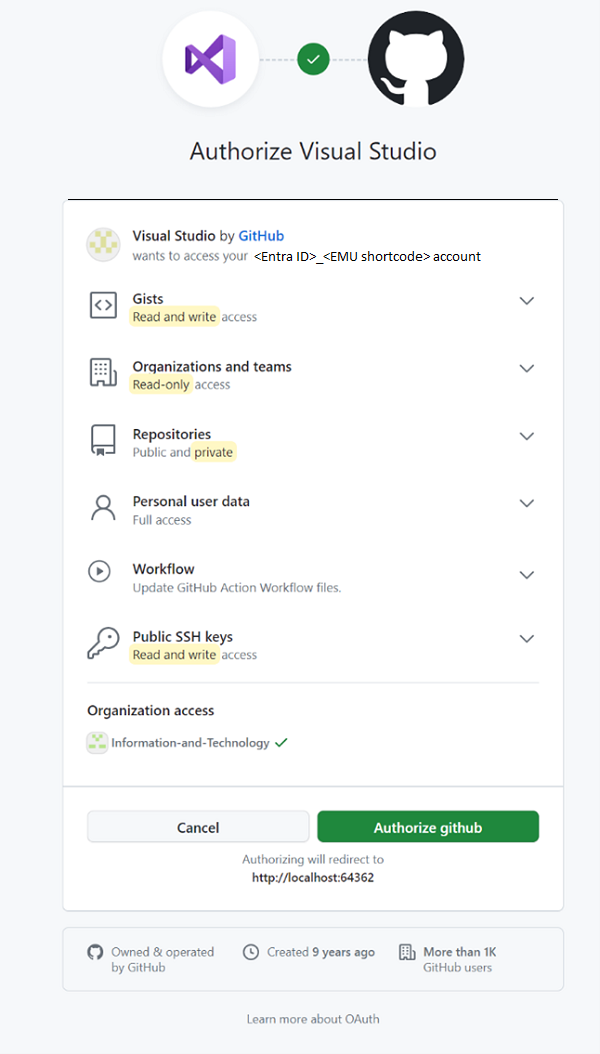 Authorize Visual Studio
Visual Studio by GitHub
wants to access your <Entra ID>_<EMU shortcode> account
Gists
Read and write access
Organizations and teams
Read-only access
Repositories
Public and private
Personal user data
Full access
Workflow
Update GitHub Action Workflow files.
Public SSH keys
Read and write access
Organization access
Information-and-Technology
Cancel
Authorize github
Authorizing will redirect to
http://localhost:64362
Owned & operated
by GitHub
Created 9 years ago
More than 1K
GitHub users
Learn more about OAuth